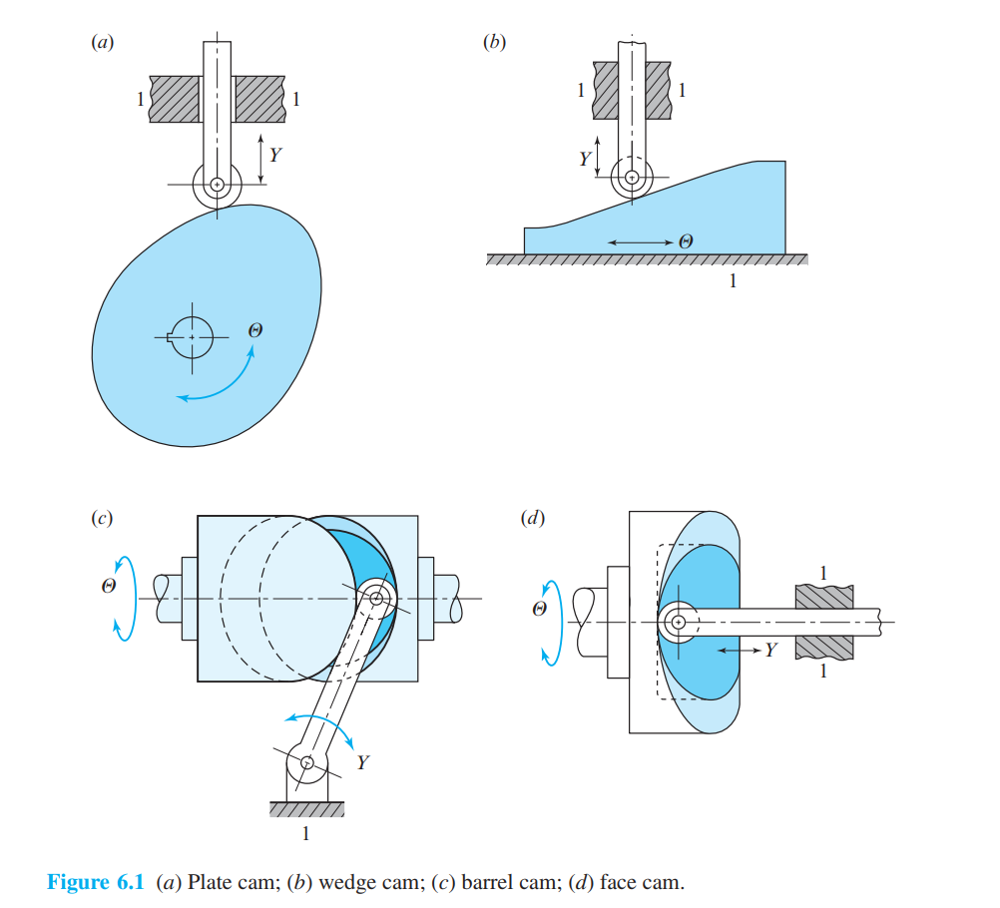 (a)
(b)
1
1
1
1
Y
Y
Θ
1
Θ
(c)
(d)
Θ
1
Θ
Y
1
Y
1
Figure 6.1 (a) Plate cam; (b) wedge cam; (c) barrel cam; (d) face cam.